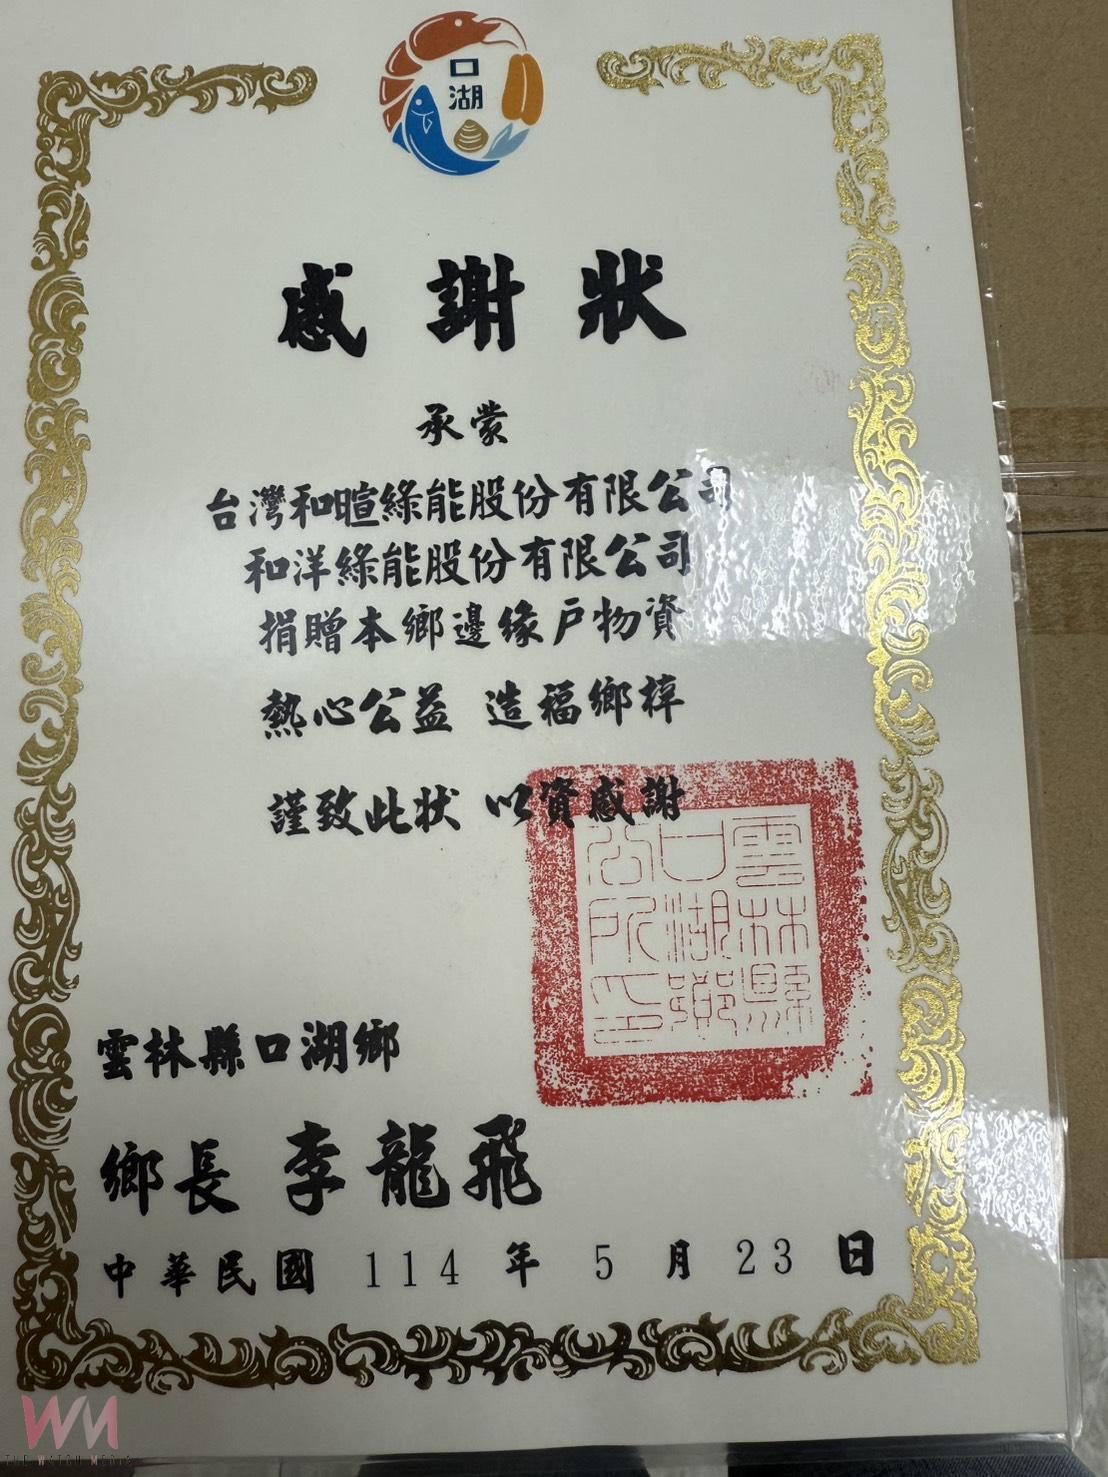 口
湖
感謝狀
承蒙
台灣和暄綠能股份有限公司
和洋綠能股份有限公司
捐贈本鄉邊緣戶物資
熱心公益 造福鄉梓
謹致此狀 以資感謝
雲林縣
口湖鄉
公所印
雲林縣口湖鄉
鄉長 李龍飛
中華民國 114 年 5 月 23 日
WM
THE WATCH MEDIA